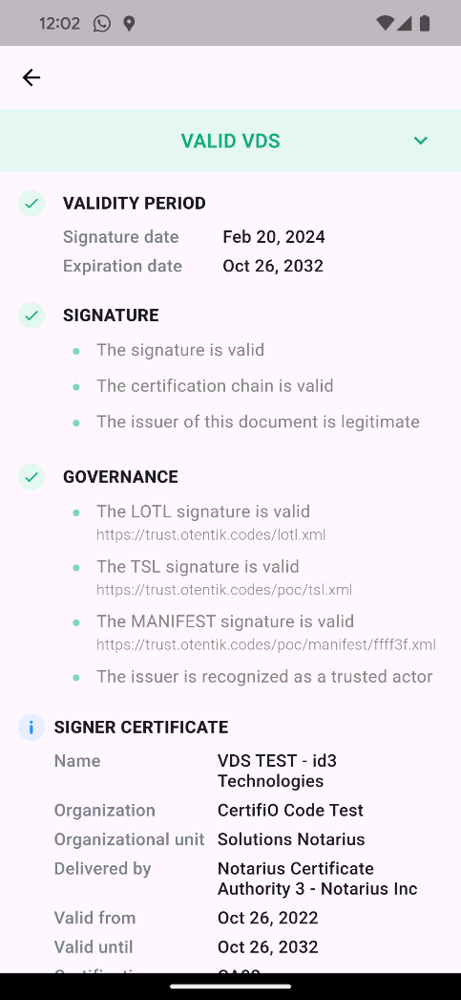 12:02
VALID VDS
VALIDITY PERIOD
Signature date Feb 20, 2024
Expiration date Oct 26, 2032
SIGNATURE
The signature is valid
The certification chain is valid
The issuer of this document is legitimate
GOVERNANCE
The LOTL signature is valid
https://trust.otentik.codes/lotl.xml
The TSL signature is valid
https://trust.otentik.codes/poc/tsl.xml
The MANIFEST signature is valid
https://trust.otentik.codes/poc/manifest/ffff3f.xml
The issuer is recognized as a trusted actor
SIGNER CERTIFICATE
Name VDS TEST - id3
Technologies
Organization CertifiO Code Test
Organizational unit Solutions Notarius
Delivered by Notarius Certificate
Authority 3 - Notarius Inc
Valid from Oct 26, 2022
Valid until Oct 26, 2032